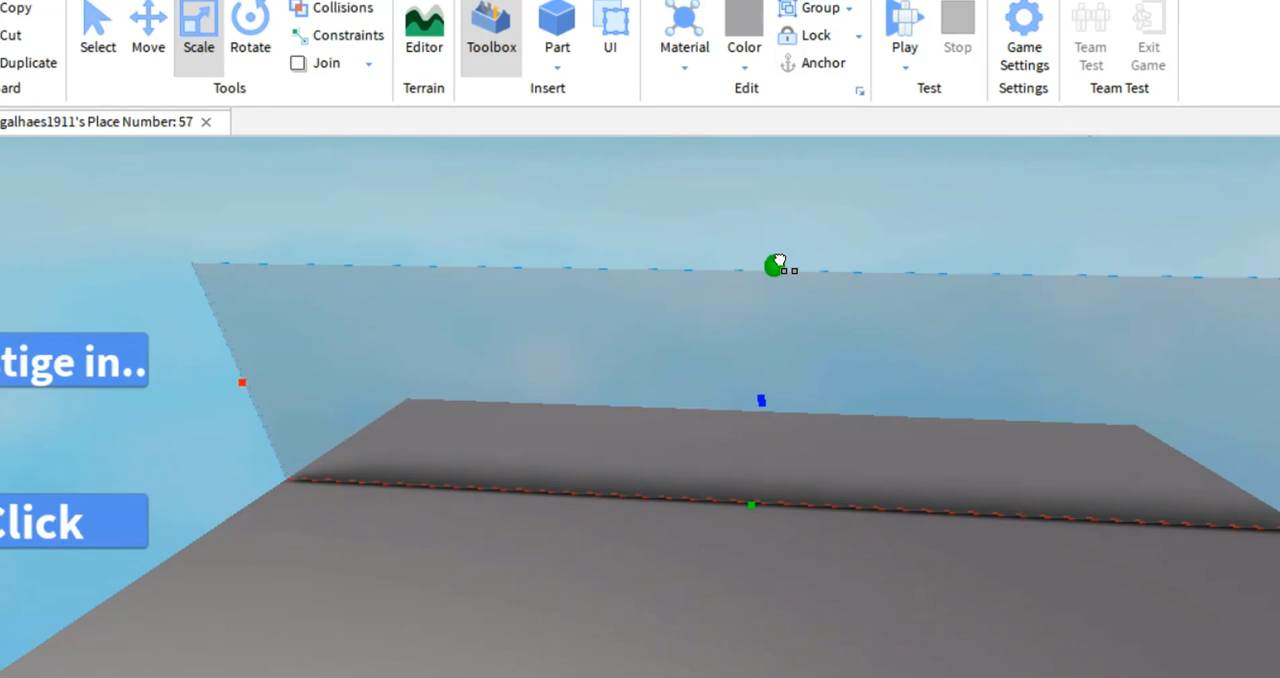 Copy
Cut
Duplicate
ard
Select
Move
Scale
Rotate
Collisions
Constraints
Join
Tools
Editor
Terrain
Toolbox
Part
UI
Insert
Material
Color
Group
Lock
Anchor
Edit
Play
Stop
Test
Game
Settings
Settings
Team
Test
Exit
Game
Team Test
galhaes1911's Place Number: 57
tige in..
Click